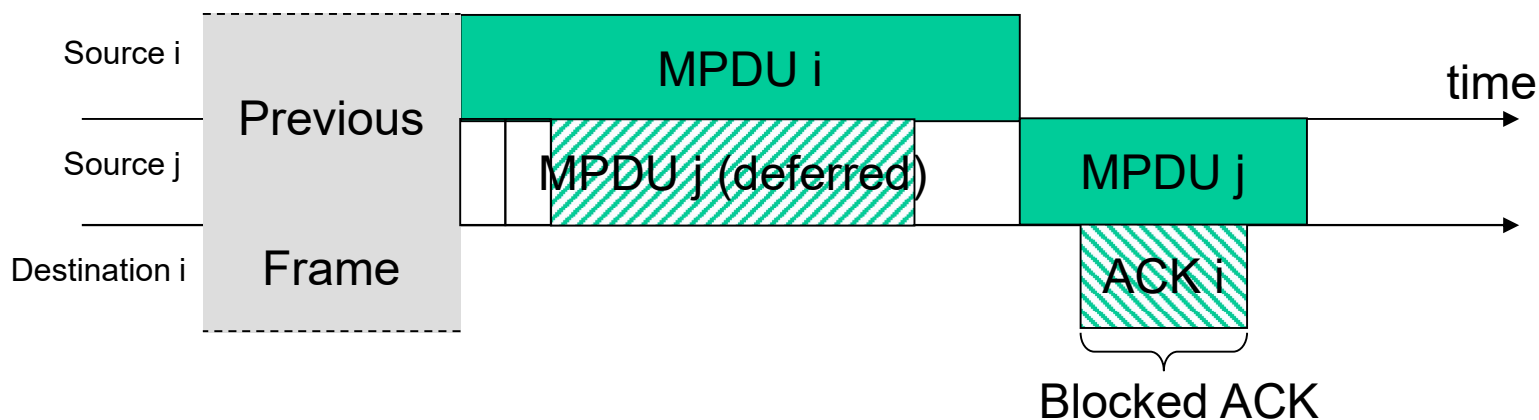 Source i
MPDU i
time
Previous
Source j
MPDU j (deferred)
MPDU j
Destination i
Frame
ACK i
Blocked ACK